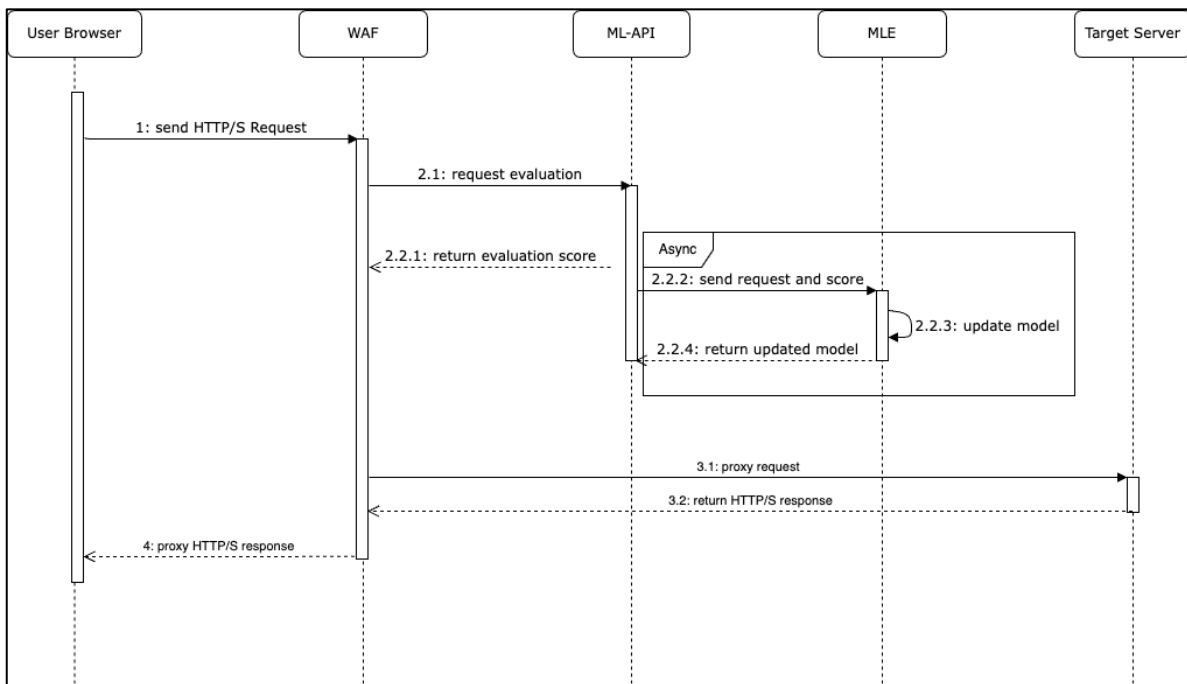 User Browser
WAF
ML-API
MLE
Target Server
1: send HTTP/S Request
2.1: request evaluation
Async
2.2.1: return evaluation score
2.2.2: send request and score
2.2.3: update model
2.2.4: return updated model
3.1: proxy request
3.2: return HTTP/S response
4: proxy HTTP/S response